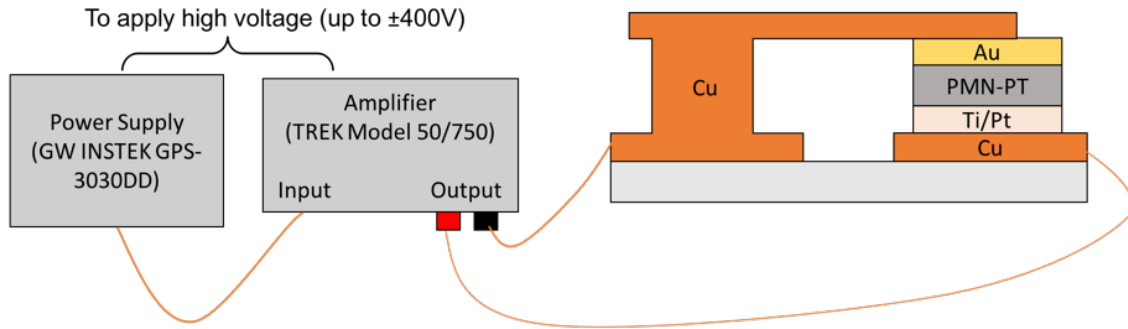 To apply high voltage (up to ±400V)
Power Supply
(GW INSTEK GPS-
3030DD)
Amplifier
(TREK Model 50/750)
Input
Output
Cu
Au
PMN-PT
Ti/Pt
Cu